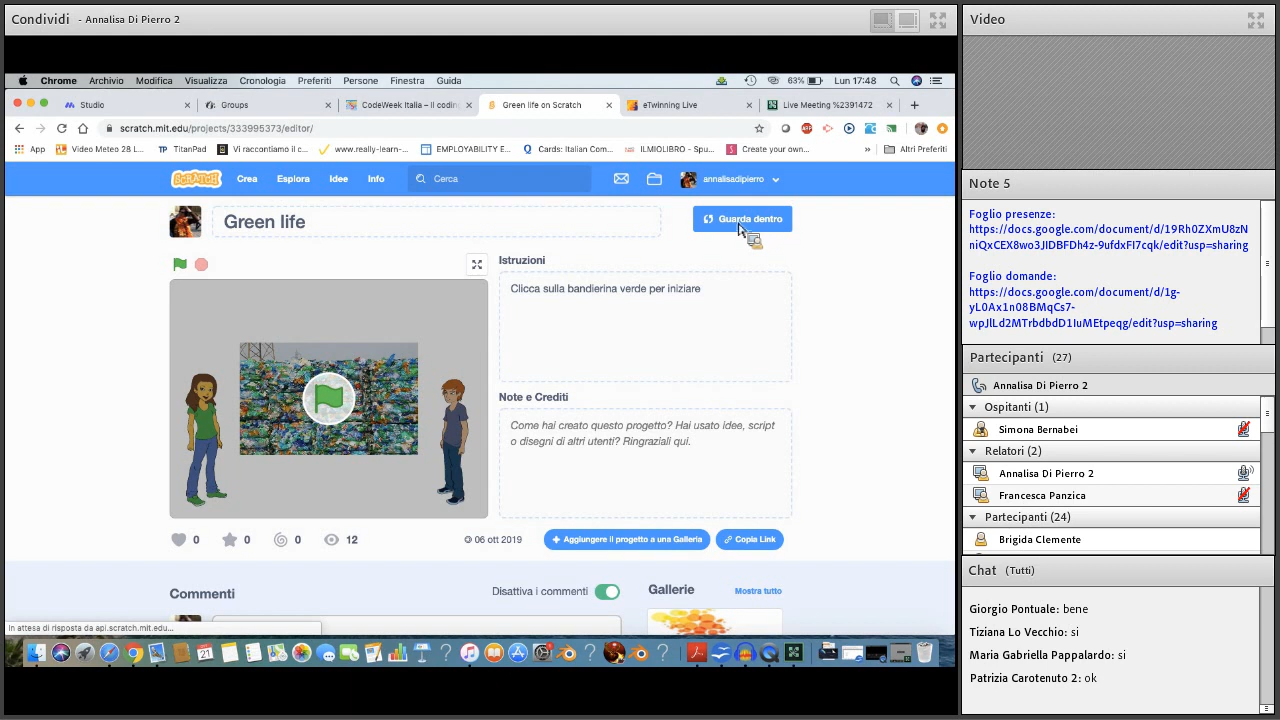 Condividi - Annalisa Di Pierro 2
Chrome Archivio Modifica Visualizza Cronologia Preferiti Persone Finestra Guida 63% Lun 17:48
Studio × Groups × CodeWeek Italia – il coding × Green life on Scratch × eTwinning Live × Live Meeting %2391472 × +
scratch.mit.edu/projects/333995373/editor/
App Video Meteo 28 L... TitanPad Vi raccontiamo il c... www.really-learn-... EMPLOYABILITY E... Cards: Italian Com... ILMIOLIBRO - Spu... Create your own... » Altri Preferiti
SCRATCH Crea Esplora Idee Info Cerca annalisadipierro
Green life
Guarda dentro
Istruzioni
Clicca sulla bandierina verde per iniziare
Note e Crediti
Come hai creato questo progetto? Hai usato idee, script
o disegni di altri utenti? Ringraziali qui.
0 0 0 12 © 06 ott 2019 + Aggiungere il progetto a una Galleria Copia Link
Commenti
Disattiva i commenti
Gallerie Mostra tutto
In attesa di risposta da api.scratch.mit.edu...
Video
Note 5
Foglio presenze:
https://docs.google.com/document/d/19Rh0ZXmU8zN
niQxCEX8wo3JIDBFDh4z-9ufdxFI7cqk/edit?usp=sharing
Foglio domande:
https://docs.google.com/document/d/1g-
yL0Ax1n08BMqCs7-
wpJlLd2MTrbdbdD1IuMEtpeqg/edit?usp=sharing
Partecipanti (27)
Annalisa Di Pierro 2
Ospitanti (1)
Simona Bernabei
Relatori (2)
Annalisa Di Pierro 2
Francesca Panzica
Partecipanti (24)
Brigida Clemente
Chat (Tutti)
Giorgio Pontuale: bene
Tiziana Lo Vecchio: si
Maria Gabriella Pappalardo: si
Patrizia Carotenuto 2: ok